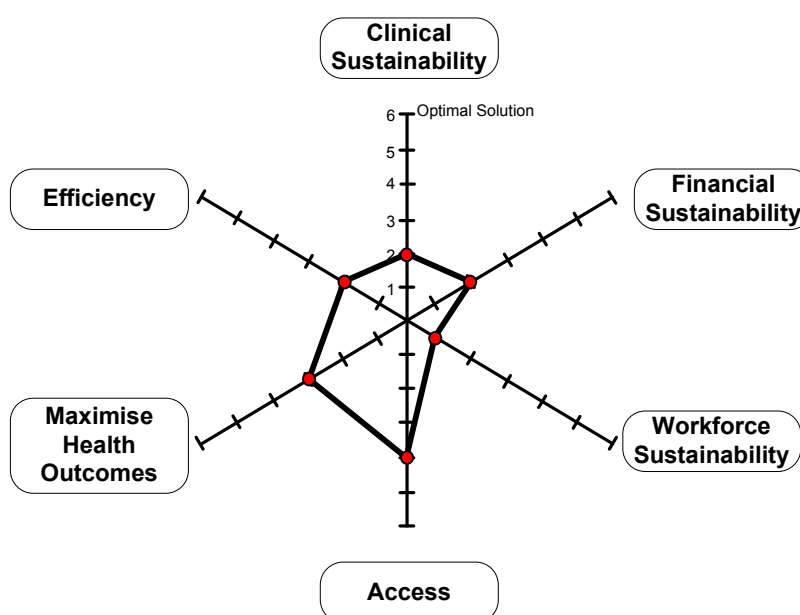 Clinical
Sustainability
6
Optimal Solution
5
4
3
2
1
Efficiency
Financial
Sustainability
Maximise
Health
Outcomes
Workforce
Sustainability
Access